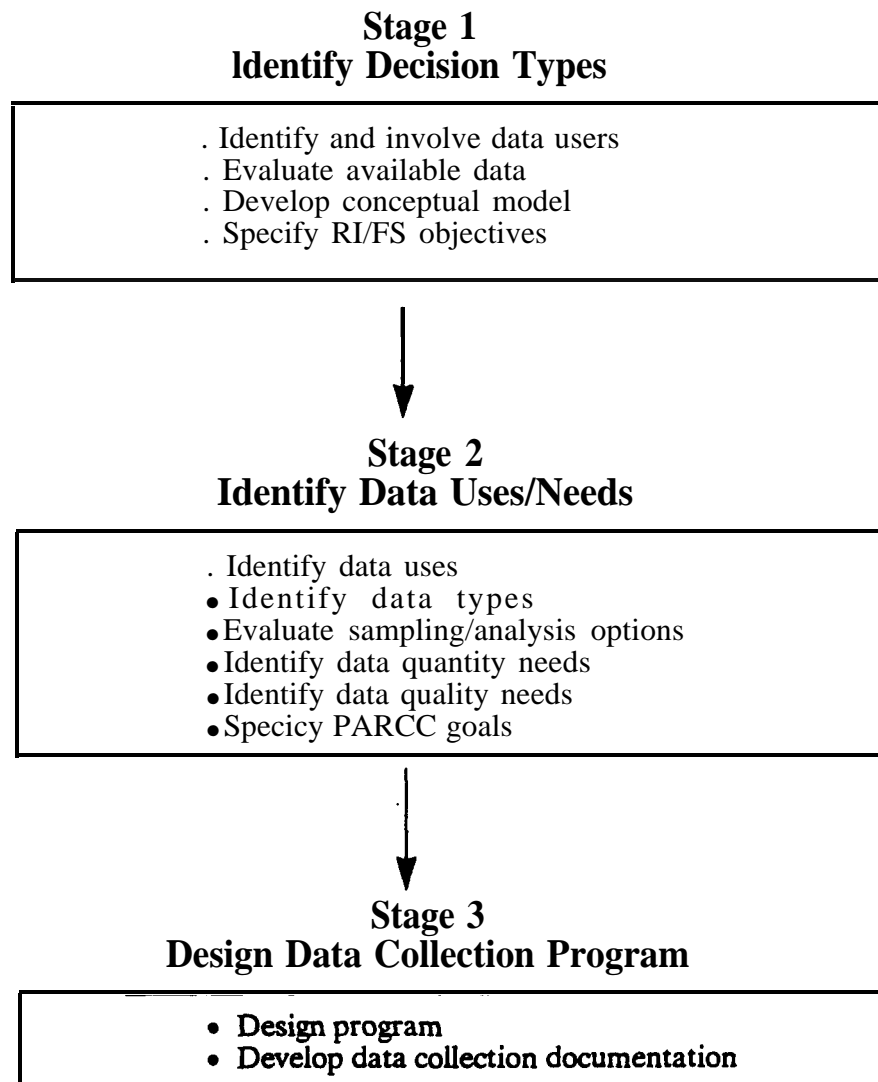 Stage 1
Identify Decision Types
. Identify and involve data users
. Evaluate available data
. Develop conceptual model
. Specify RI/FS objectives
Stage 2
Identify Data Uses/Needs
. Identify data uses
• Identify data types
• Evaluate sampling/analysis options
• Identify data quantity needs
• Identify data quality needs
• Specicy PARCC goals
Stage 3
Design Data Collection Program
• Design program
• Develop data collection documentation